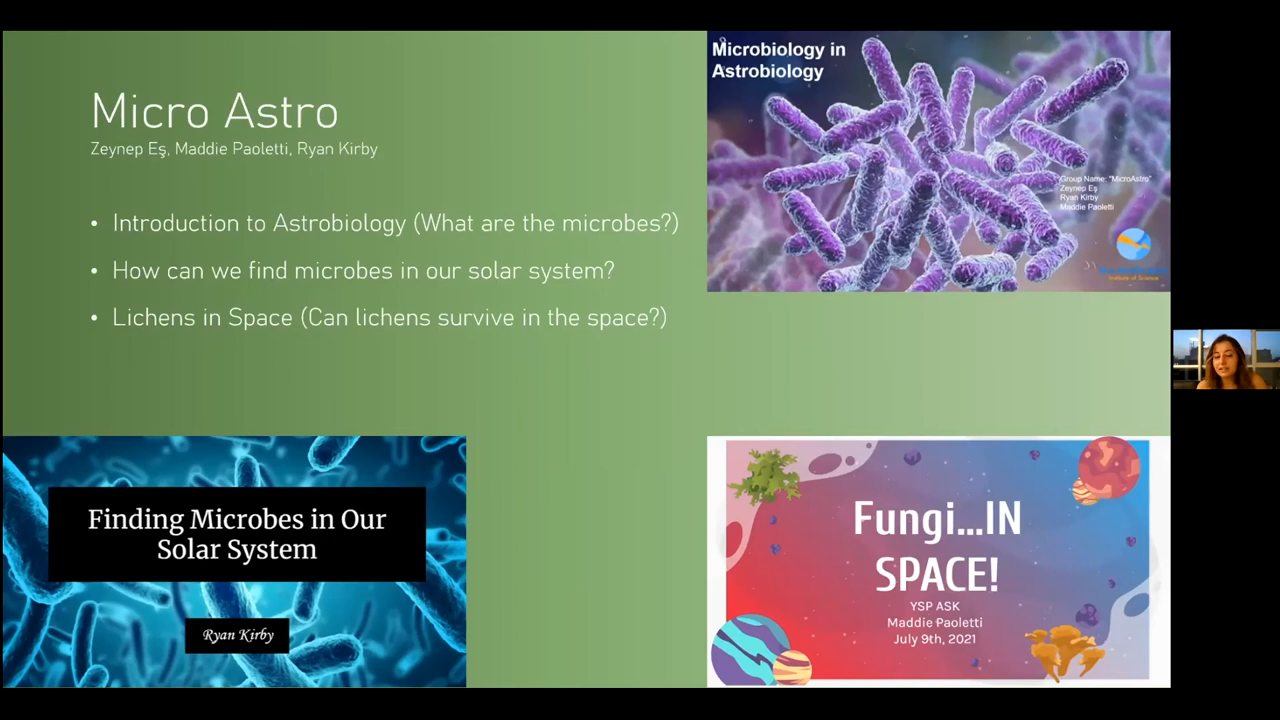 Micro Astro
Zeynep Eş, Maddie Paoletti, Ryan Kirby
• Introduction to Astrobiology (What are the microbes?)
• How can we find microbes in our solar system?
• Lichens in Space (Can lichens survive in the space?)
Microbiology in
Astrobiology
Group Name: "MicroAstro"
Zeynep Eş
Ryan Kirby
Maddie Paoletti
Institute of Science
Finding Microbes in Our
Solar System
Ryan Kirby
Fungi...IN
SPACE!
YSP ASK
Maddie Paoletti
July 9th, 2021